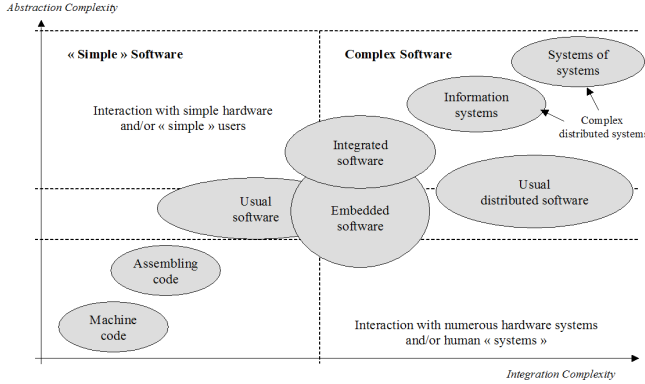 Abstraction Complexity
« Simple » Software
Complex Software
Systems of
systems
Interaction with simple hardware
and/or « simple » users
Information
systems
Complex
distributed systems
Integrated
software
Usual
software
Embedded
software
Usual
distributed software
Assembling
code
Machine
code
Interaction with numerous hardware systems
and/or human « systems »
Integration Complexity